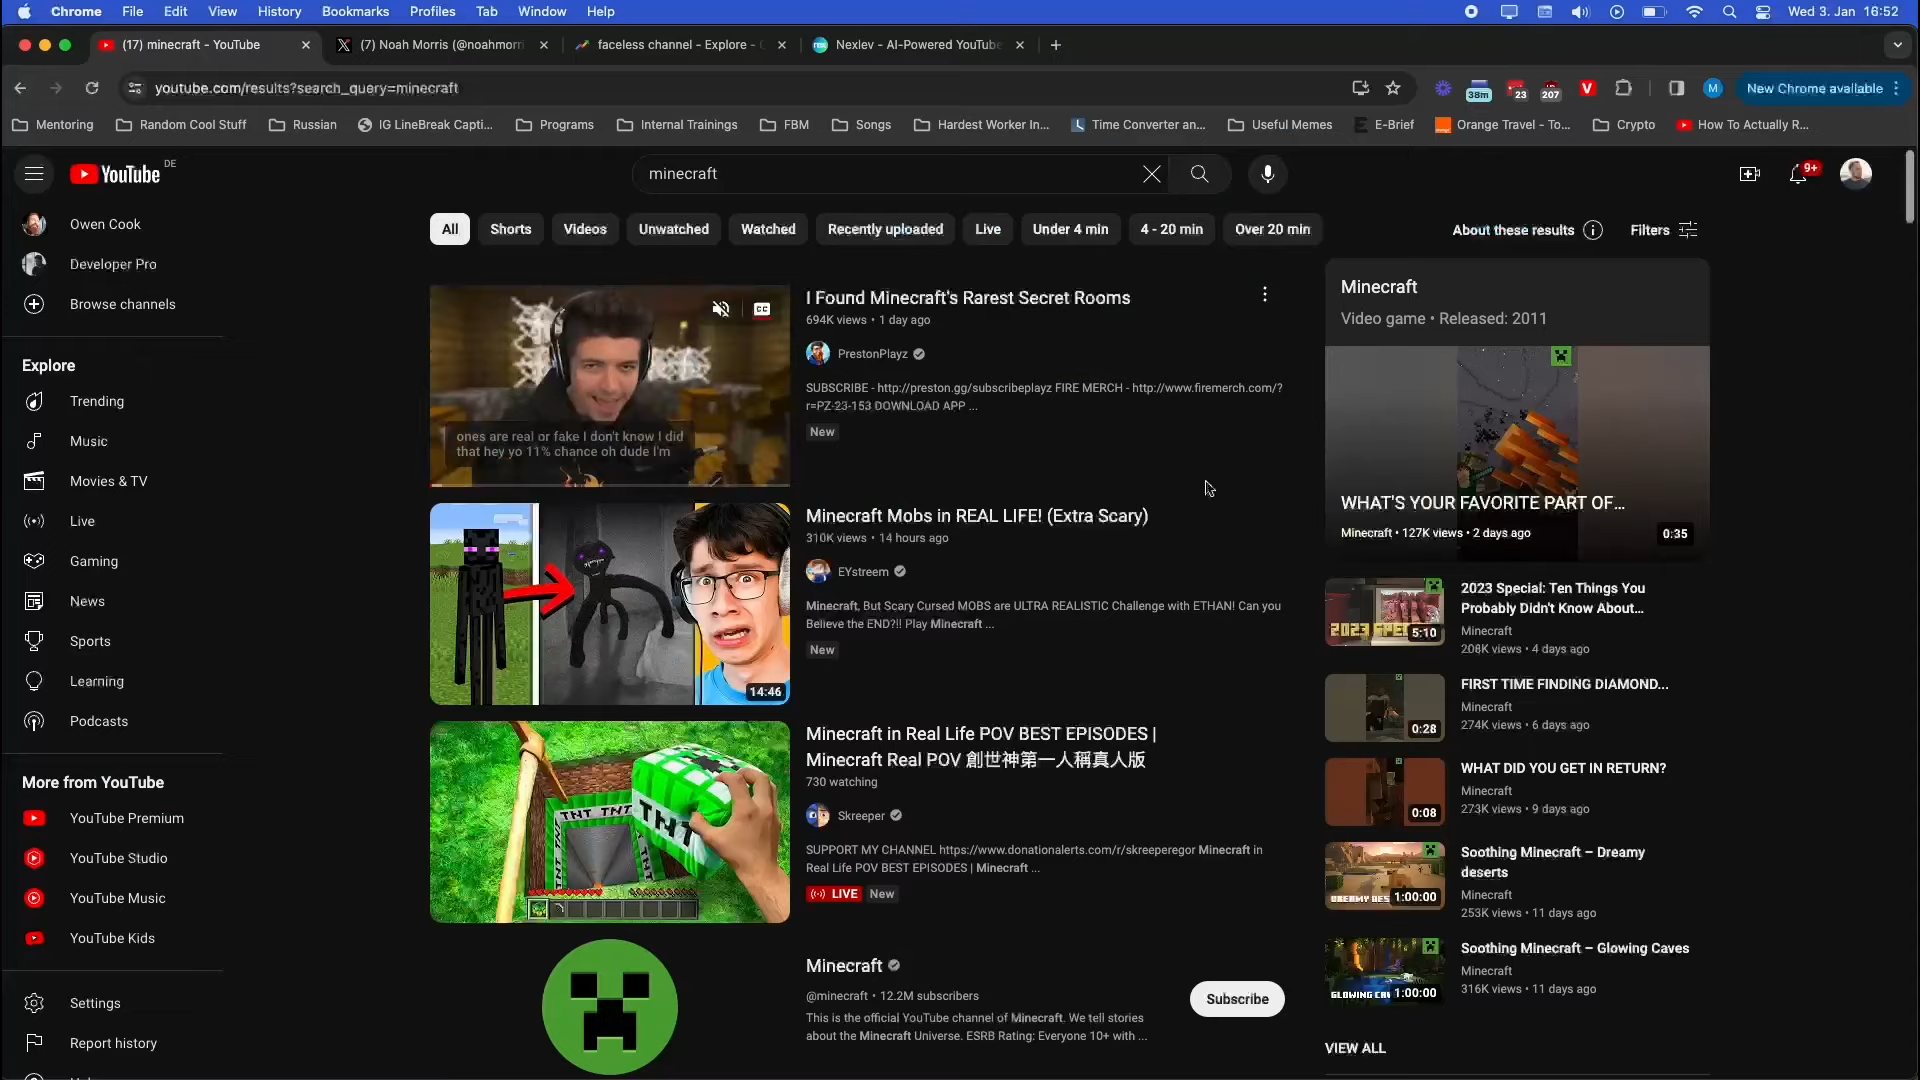 Chrome File Edit View History Bookmarks Profiles Tab Window Help
Wed 3. Jan 16:52
(17) minecraft - YouTube
(7) Noah Morris (@noahmorri
faceless channel - Explore -
Nexlev - AI-Powered YouTube
youtube.com/results?search_query=minecraft
38m
23
207
M
New Chrome available
Mentoring
Random Cool Stuff
Russian
IG LineBreak Capti...
Programs
Internal Trainings
FBM
Songs
Hardest Worker In...
Time Converter an...
Useful Memes
E-Brief
Orange Travel - To...
Crypto
How To Actually R...
YouTube DE
minecraft
9+
Owen Cook
Developer Pro
Browse channels
Explore
Trending
Music
Movies & TV
Live
Gaming
News
Sports
Learning
Podcasts
More from YouTube
YouTube Premium
YouTube Studio
YouTube Music
YouTube Kids
Settings
Report history
All
Shorts
Videos
Unwatched
Watched
Recently uploaded
Live
Under 4 min
4 - 20 min
Over 20 min
About these results
Filters
CC
ones are real or fake I don't know I did
that hey yo 11% chance oh dude I'm
I Found Minecraft's Rarest Secret Rooms
694K views • 1 day ago
PrestonPlayz
SUBSCRIBE - http://preston.gg/subscribeplayz FIRE MERCH - http://www.firemerch.com/?
r=PZ-23-153 DOWNLOAD APP ...
New
14:46
Minecraft Mobs in REAL LIFE! (Extra Scary)
310K views • 14 hours ago
EYstreem
Minecraft, But Scary Cursed MOBS are ULTRA REALISTIC Challenge with ETHAN! Can you
Believe the END?!! Play Minecraft ...
New
TNT TNT
TNT
Minecraft in Real Life POV BEST EPISODES |
Minecraft Real POV 創世神第一人稱真人版
730 watching
Skreeper
SUPPORT MY CHANNEL https://www.donationalerts.com/r/skreeperegor Minecraft in
Real Life POV BEST EPISODES | Minecraft ...
LIVE New
Minecraft
@minecraft • 12.2M subscribers
This is the official YouTube channel of Minecraft. We tell stories
about the Minecraft Universe. ESRB Rating: Everyone 10+ with ...
Subscribe
Minecraft
Video game • Released: 2011
WHAT'S YOUR FAVORITE PART OF...
Minecraft • 127K views • 2 days ago
0:35
2023 SPE
5:10
2023 Special: Ten Things You
Probably Didn't Know About...
Minecraft
208K views • 4 days ago
0:28
FIRST TIME FINDING DIAMOND...
Minecraft
274K views • 6 days ago
0:08
WHAT DID YOU GET IN RETURN?
Minecraft
273K views • 9 days ago
DREAMY DES
1:00:00
Soothing Minecraft – Dreamy
deserts
Minecraft
253K views • 11 days ago
GLOWING CA
1:00:00
Soothing Minecraft – Glowing Caves
Minecraft
316K views • 11 days ago
VIEW ALL